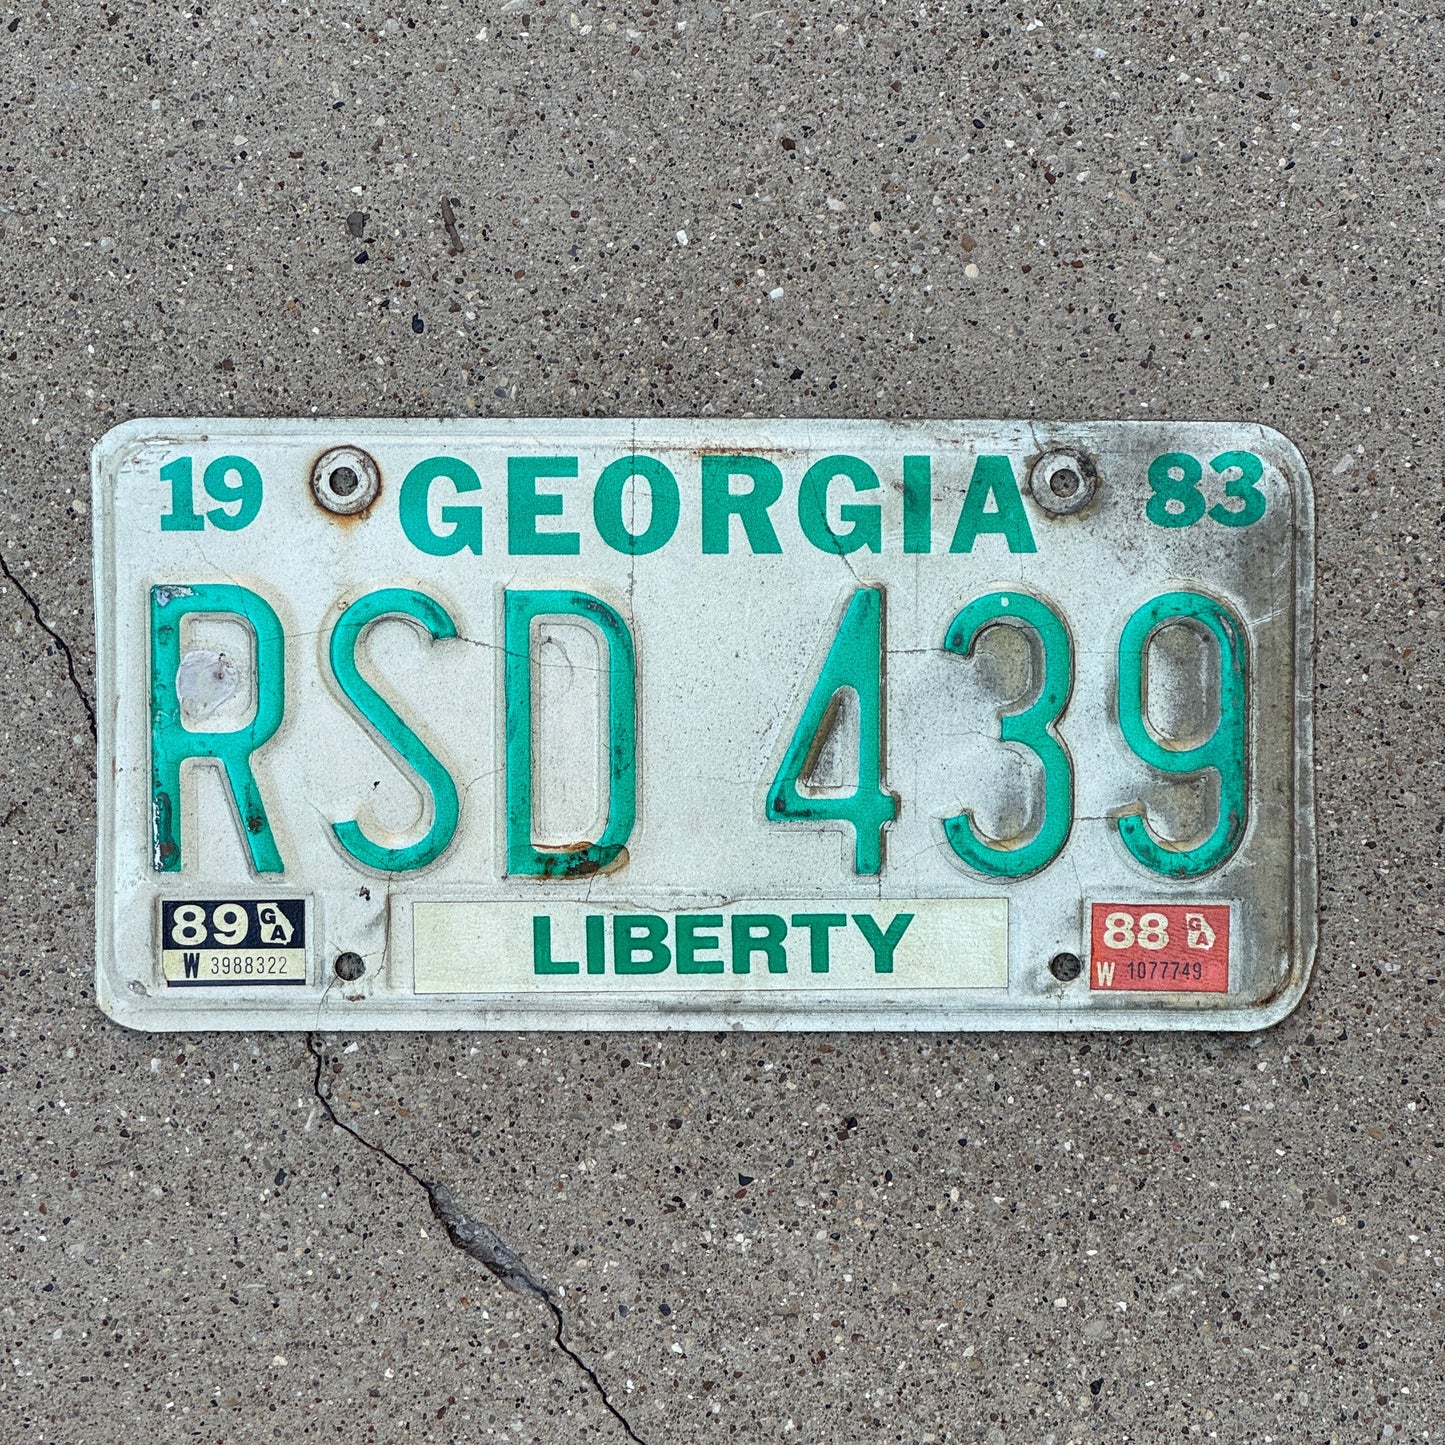 19 GEORGIA 83
RSD 439
89 GA
W 3988322
LIBERTY
88 GA
W 1077749